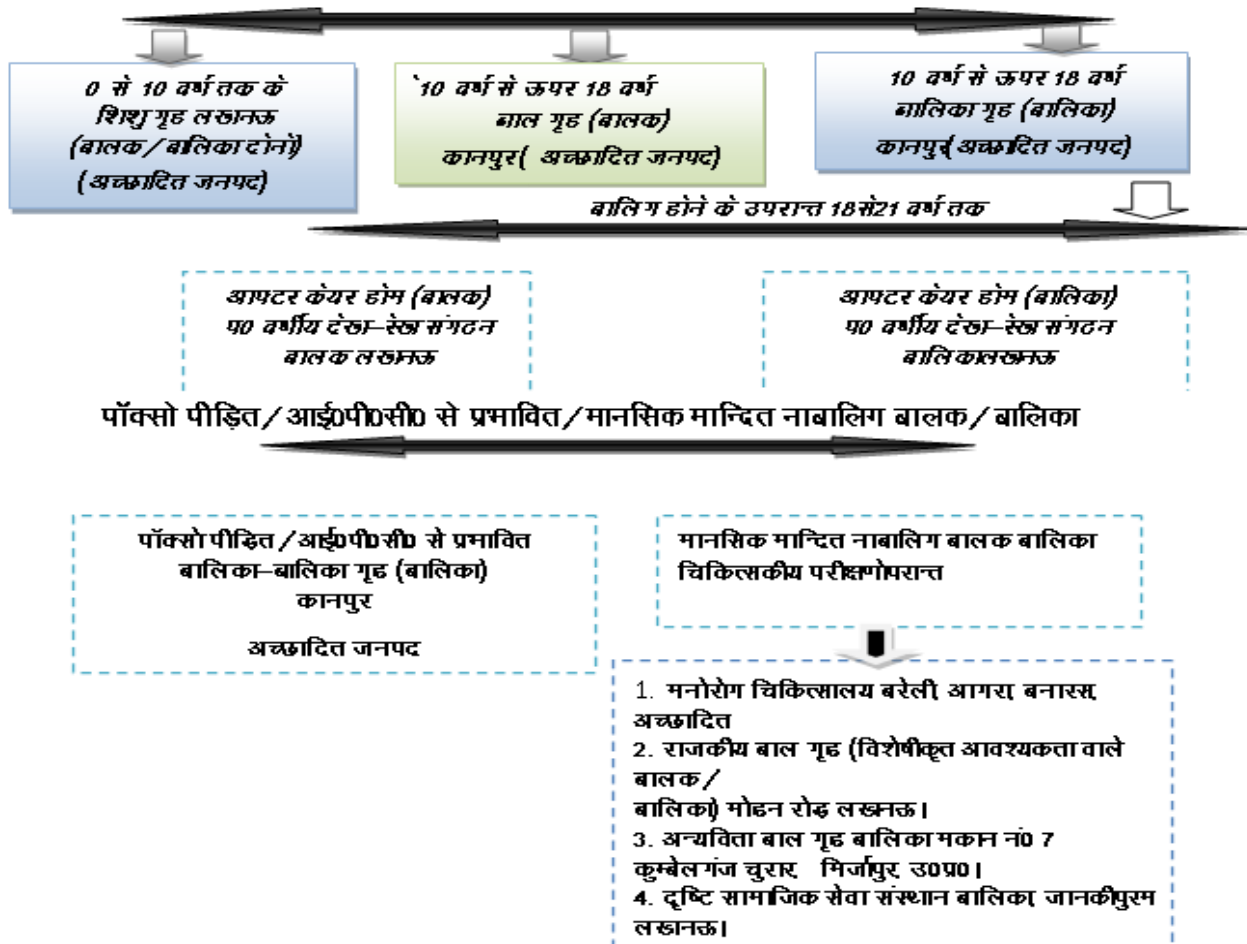 0 से 10 वर्ष तक के
शिशु गृह लखनऊ
(बालक/बालिका दोनों)
(अच्छादित जनपद)
`10 वर्ष से ऊपर 18 वर्ष
बाल गृह (बालक)
कानपुर( अच्छादित जनपद)
10 वर्ष से ऊपर 18 वर्ष
बालिका गृह (बालिका)
कानपुर(अच्छादित जनपद)
बालिग होने के उपरान्त 18से21 वर्ष तक
आफ्टर केयर होम (बालक)
प0 वर्षीय देख–रेख संगठन
बालक लखनऊ
आफ्टर केयर होम (बालिका)
प0 वर्षीय देख–रेख संगठन
बालिकालखनऊ
पॉक्सो पीड़ित/आई0पी0सी0 से प्रभावित/मानसिक मान्दित नाबालिग बालक/बालिका
पॉक्सो पीड़ित/आई0पी0सी0 से प्रभावित
बालिका–बालिका गृह (बालिका)
कानपुर
अच्छादित जनपद
मानसिक मान्दित नाबालिग बालक बालिका
चिकित्सकीय परीक्षणोपरान्त
1. मनोरोग चिकित्सालय बरेली, आगरा, बनारस,
अच्छादित
2. राजकीय बाल गृह (विशेषीकृत आवश्यकता वाले
बालक/
बालिका) मोहन रोड़ लखनऊ।
3. अन्यविता बाल गृह बालिका मकान नं0 7
कुम्बेलगंज चुरार, मिर्जापुर, उ0प्र0।
4. दृष्टि सामाजिक सेवा संस्थान बालिका, जानकीपुरम
लखनऊ।